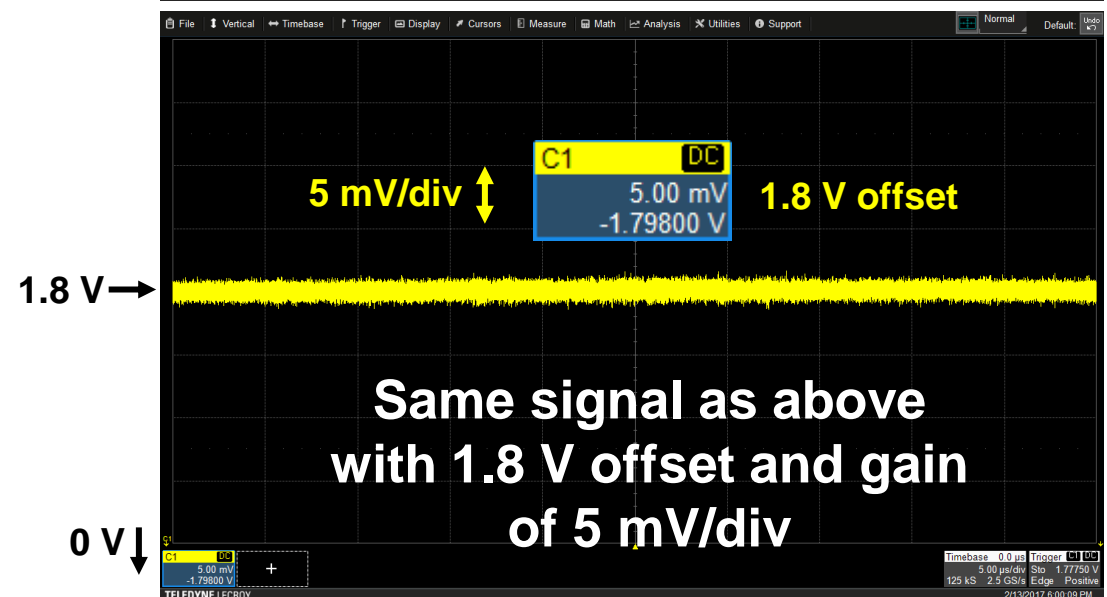 File Vertical Timebase Trigger Display Cursors Measure Math Analysis Utilities Support Normal Default: Undo
C1 DC
5 mV/div 5.00 mV 1.8 V offset
-1.79800 V
1.8 V
Same signal as above
with 1.8 V offset and gain
of 5 mV/div
0 V
C1
C1 DC
5.00 mV
-1.79800 V
+
Timebase 0.0 µs Trigger C1 DC
5.00 µs/div Sto 1.77750 V
125 kS 2.5 GS/s Edge Positive
TELEDYNE LECROY 2/13/2017 6:00:09 PM